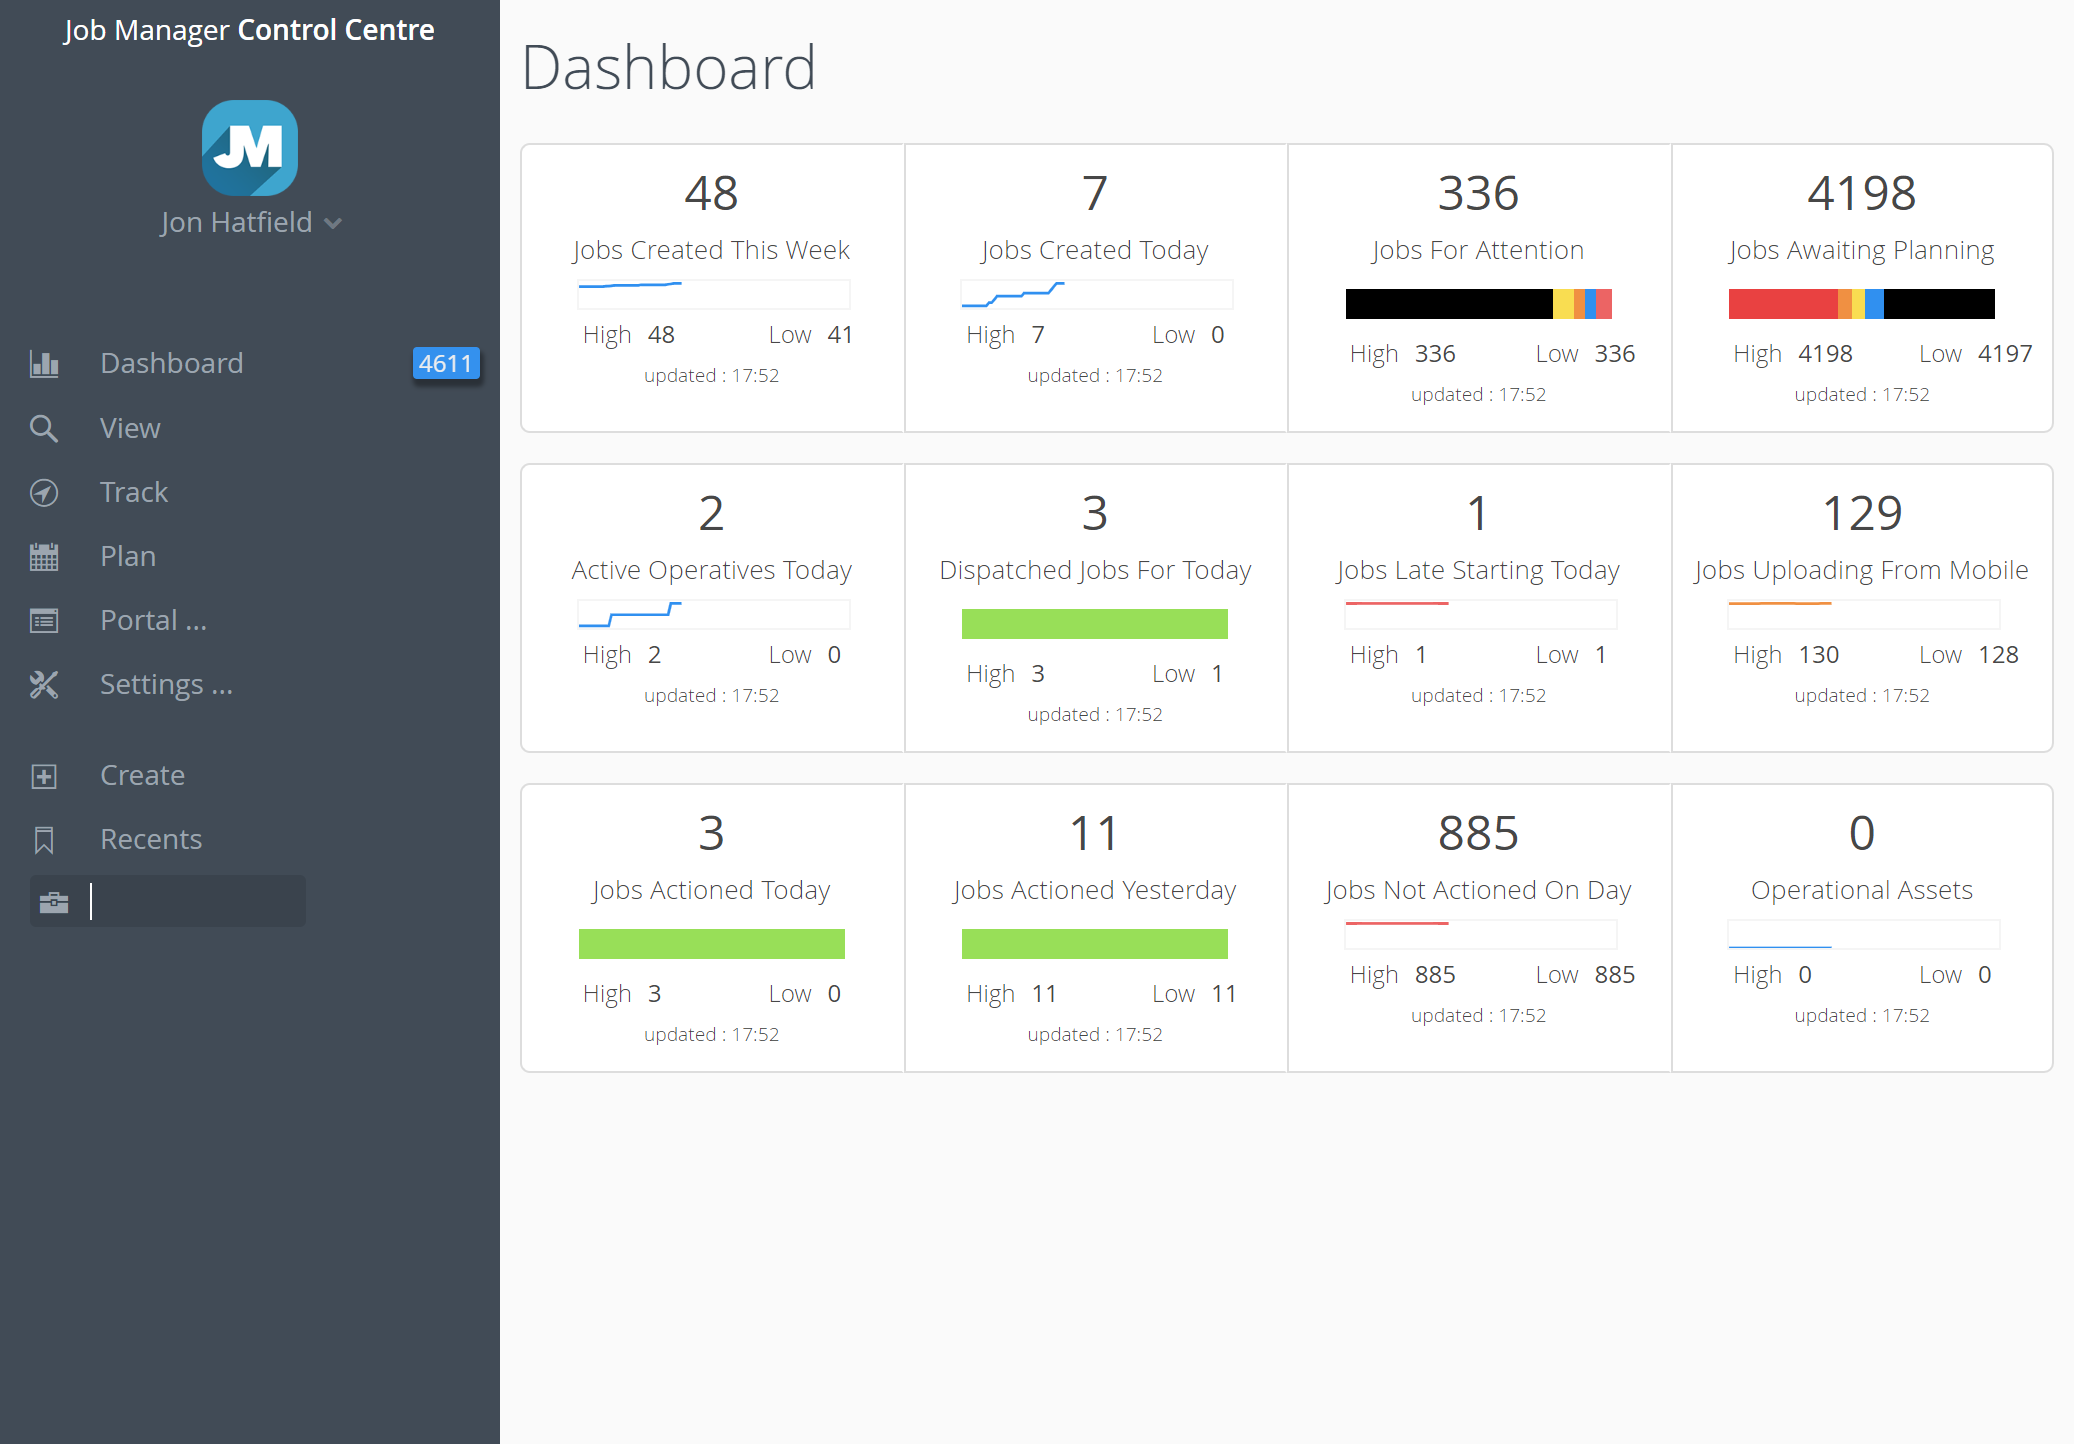 Job Manager Control Centre
JM
Jon Hatfield
Dashboard 4611
View
Track
Plan
Portal ...
Settings ...
Create
Recents
Dashboard
48
Jobs Created This Week
High 48 Low 41
updated : 17:52
7
Jobs Created Today
High 7 Low 0
updated : 17:52
336
Jobs For Attention
High 336 Low 336
updated : 17:52
4198
Jobs Awaiting Planning
High 4198 Low 4197
updated : 17:52
2
Active Operatives Today
High 2 Low 0
updated : 17:52
3
Dispatched Jobs For Today
High 3 Low 1
updated : 17:52
1
Jobs Late Starting Today
High 1 Low 1
updated : 17:52
129
Jobs Uploading From Mobile
High 130 Low 128
updated : 17:52
3
Jobs Actioned Today
High 3 Low 0
updated : 17:52
11
Jobs Actioned Yesterday
High 11 Low 11
updated : 17:52
885
Jobs Not Actioned On Day
High 885 Low 885
updated : 17:52
0
Operational Assets
High 0 Low 0
updated : 17:52